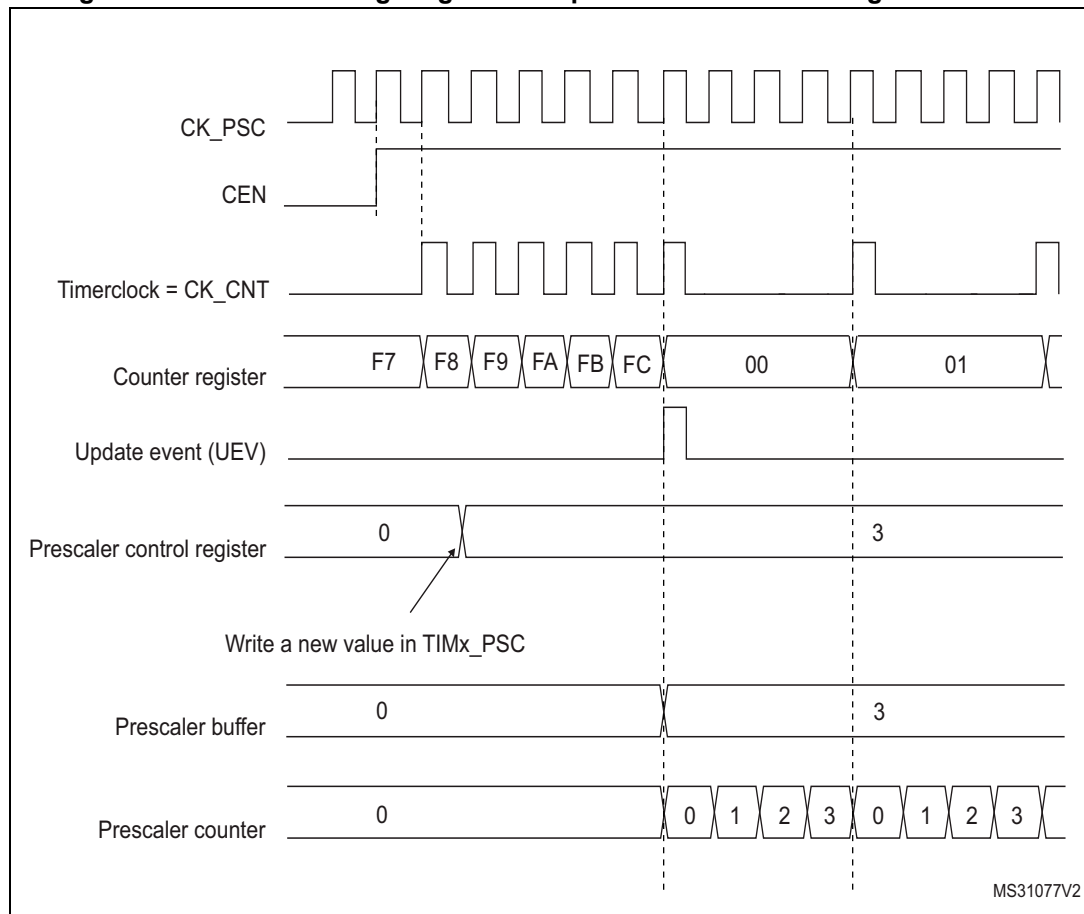 CK_PSC
CEN
Timerclock = CK_CNT
Counter register F7 F8 F9 FA FB FC 00 01
Update event (UEV)
Prescaler control register 0 3
Write a new value in TIMx_PSC
Prescaler buffer 0 3
Prescaler counter 0 0 1 2 3 0 1 2 3
MS31077V2